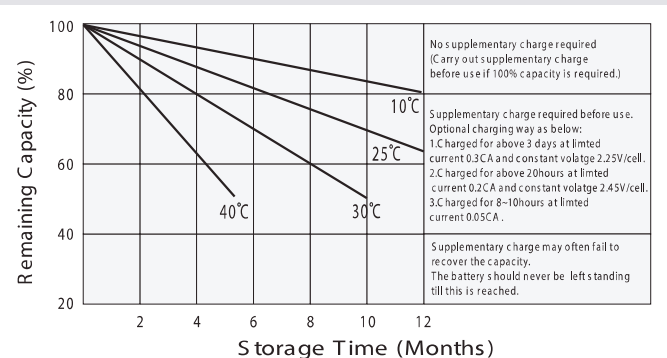 Remaining Capacity (%)
100
80
60
40
20
10°C
25°C
30°C
40°C
No supplementary charge required
(Carry out supplementary charge
before use if 100% capacity is required.)
Supplementary charge required before use.
Optional charging way as below:
1.Charged for above 3 days at limted
current 0.3CA and constant volatge 2.25V/cell.
2.Charged for above 20hours at limted
current 0.2CA and constant volatge 2.45V/cell.
3.Charged for 8~10hours at limted
current 0.05CA .
Supplementary charge may often fail to
recover the capacity.
The battery should never be left standing
till this is reached.
2 4 6 8 10 12
Storage Time (Months)